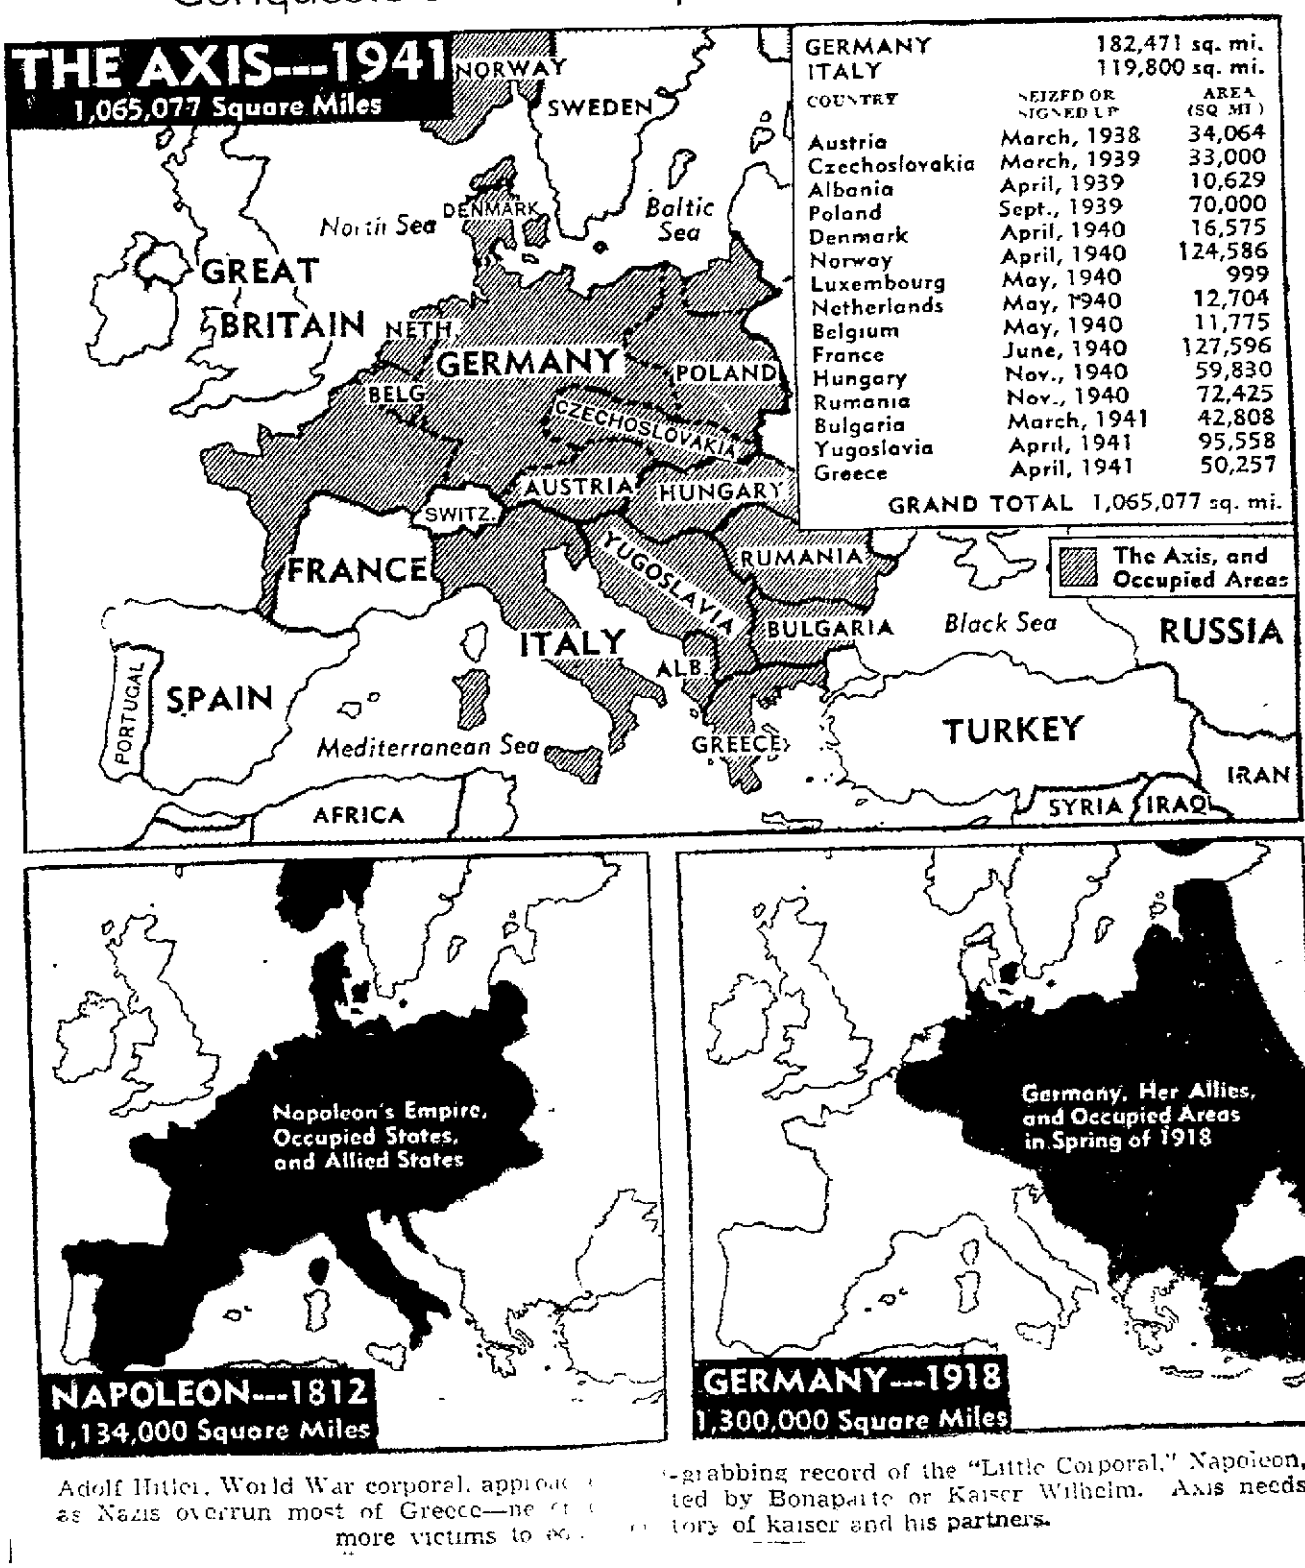 THE AXIS---1941
1,065,077 Square Miles
GERMANY 182,471 sq. mi.
ITALY 119,800 sq. mi.
COUNTRY SEIZED OR SIGNED UP AREA (SQ MI)
Austria March, 1938 34,064
Czechoslovakia March, 1939 33,000
Albania April, 1939 10,629
Poland Sept., 1939 70,000
Denmark April, 1940 16,575
Norway April, 1940 124,586
Luxembourg May, 1940 999
Netherlands May, 1940 12,704
Belgium May, 1940 11,775
France June, 1940 127,596
Hungary Nov., 1940 59,830
Rumania Nov., 1940 72,425
Bulgaria March, 1941 42,808
Yugoslavia April, 1941 95,558
Greece April, 1941 50,257
GRAND TOTAL 1,065,077 sq. mi.
The Axis, and
Occupied Areas
NORWAY
SWEDEN
North Sea
DENMARK
Baltic
Sea
GREAT
BRITAIN
NETH.
GERMANY
POLAND
BELG
CZECHOSLOVAKIA
AUSTRIA
HUNGARY
SWITZ.
FRANCE
YUGOSLAVIA
RUMANIA
BULGARIA
Black Sea
RUSSIA
ITALY
ALB.
PORTUGAL
SPAIN
Mediterranean Sea
GREECE
TURKEY
IRAN
AFRICA
SYRIA
IRAQ
Napoleon's Empire,
Occupied States,
and Allied States
NAPOLEON---1812
1,134,000 Square Miles
Germany, Her Allies,
and Occupied Areas
in Spring of 1918
GERMANY---1918
1,300,000 Square Miles
Adolf Hitler, World War corporal,
-grabbing record of the "Little Corporal," Napoleon,
as Nazis overrun most of Greece—
ted by Bonaparte or Kaiser Wilhelm. Axis needs
more victims to
tory of kaiser and his partners.